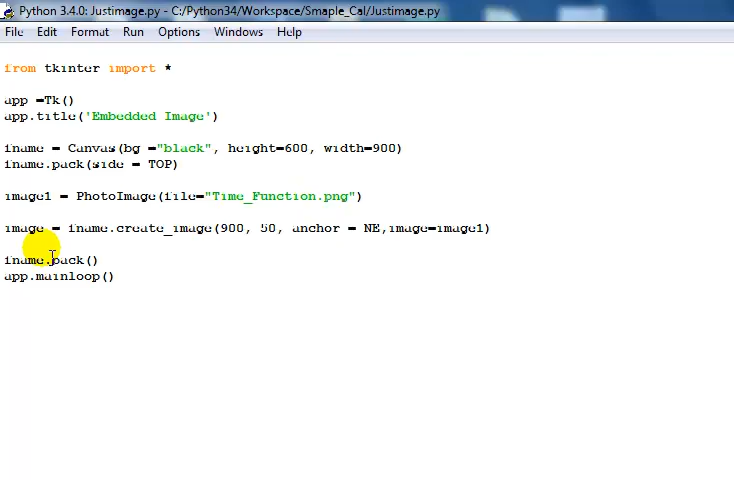 Python 3.4.0: Justimage.py - C:/Python34/Workspace/Smaple_Cal/Justimage.py
File Edit Format Run Options Windows Help
from tkinter import *
app =Tk()
app.title('Embedded Image')
iname = Canvas(bg ="black", height=600, width=900)
iname.pack(side = TOP)
image1 = PhotoImage(file="Time_Function.png")
image = iname.create_image(900, 50, anchor = NE,image=image1)
iname.pack()
app.mainloop()